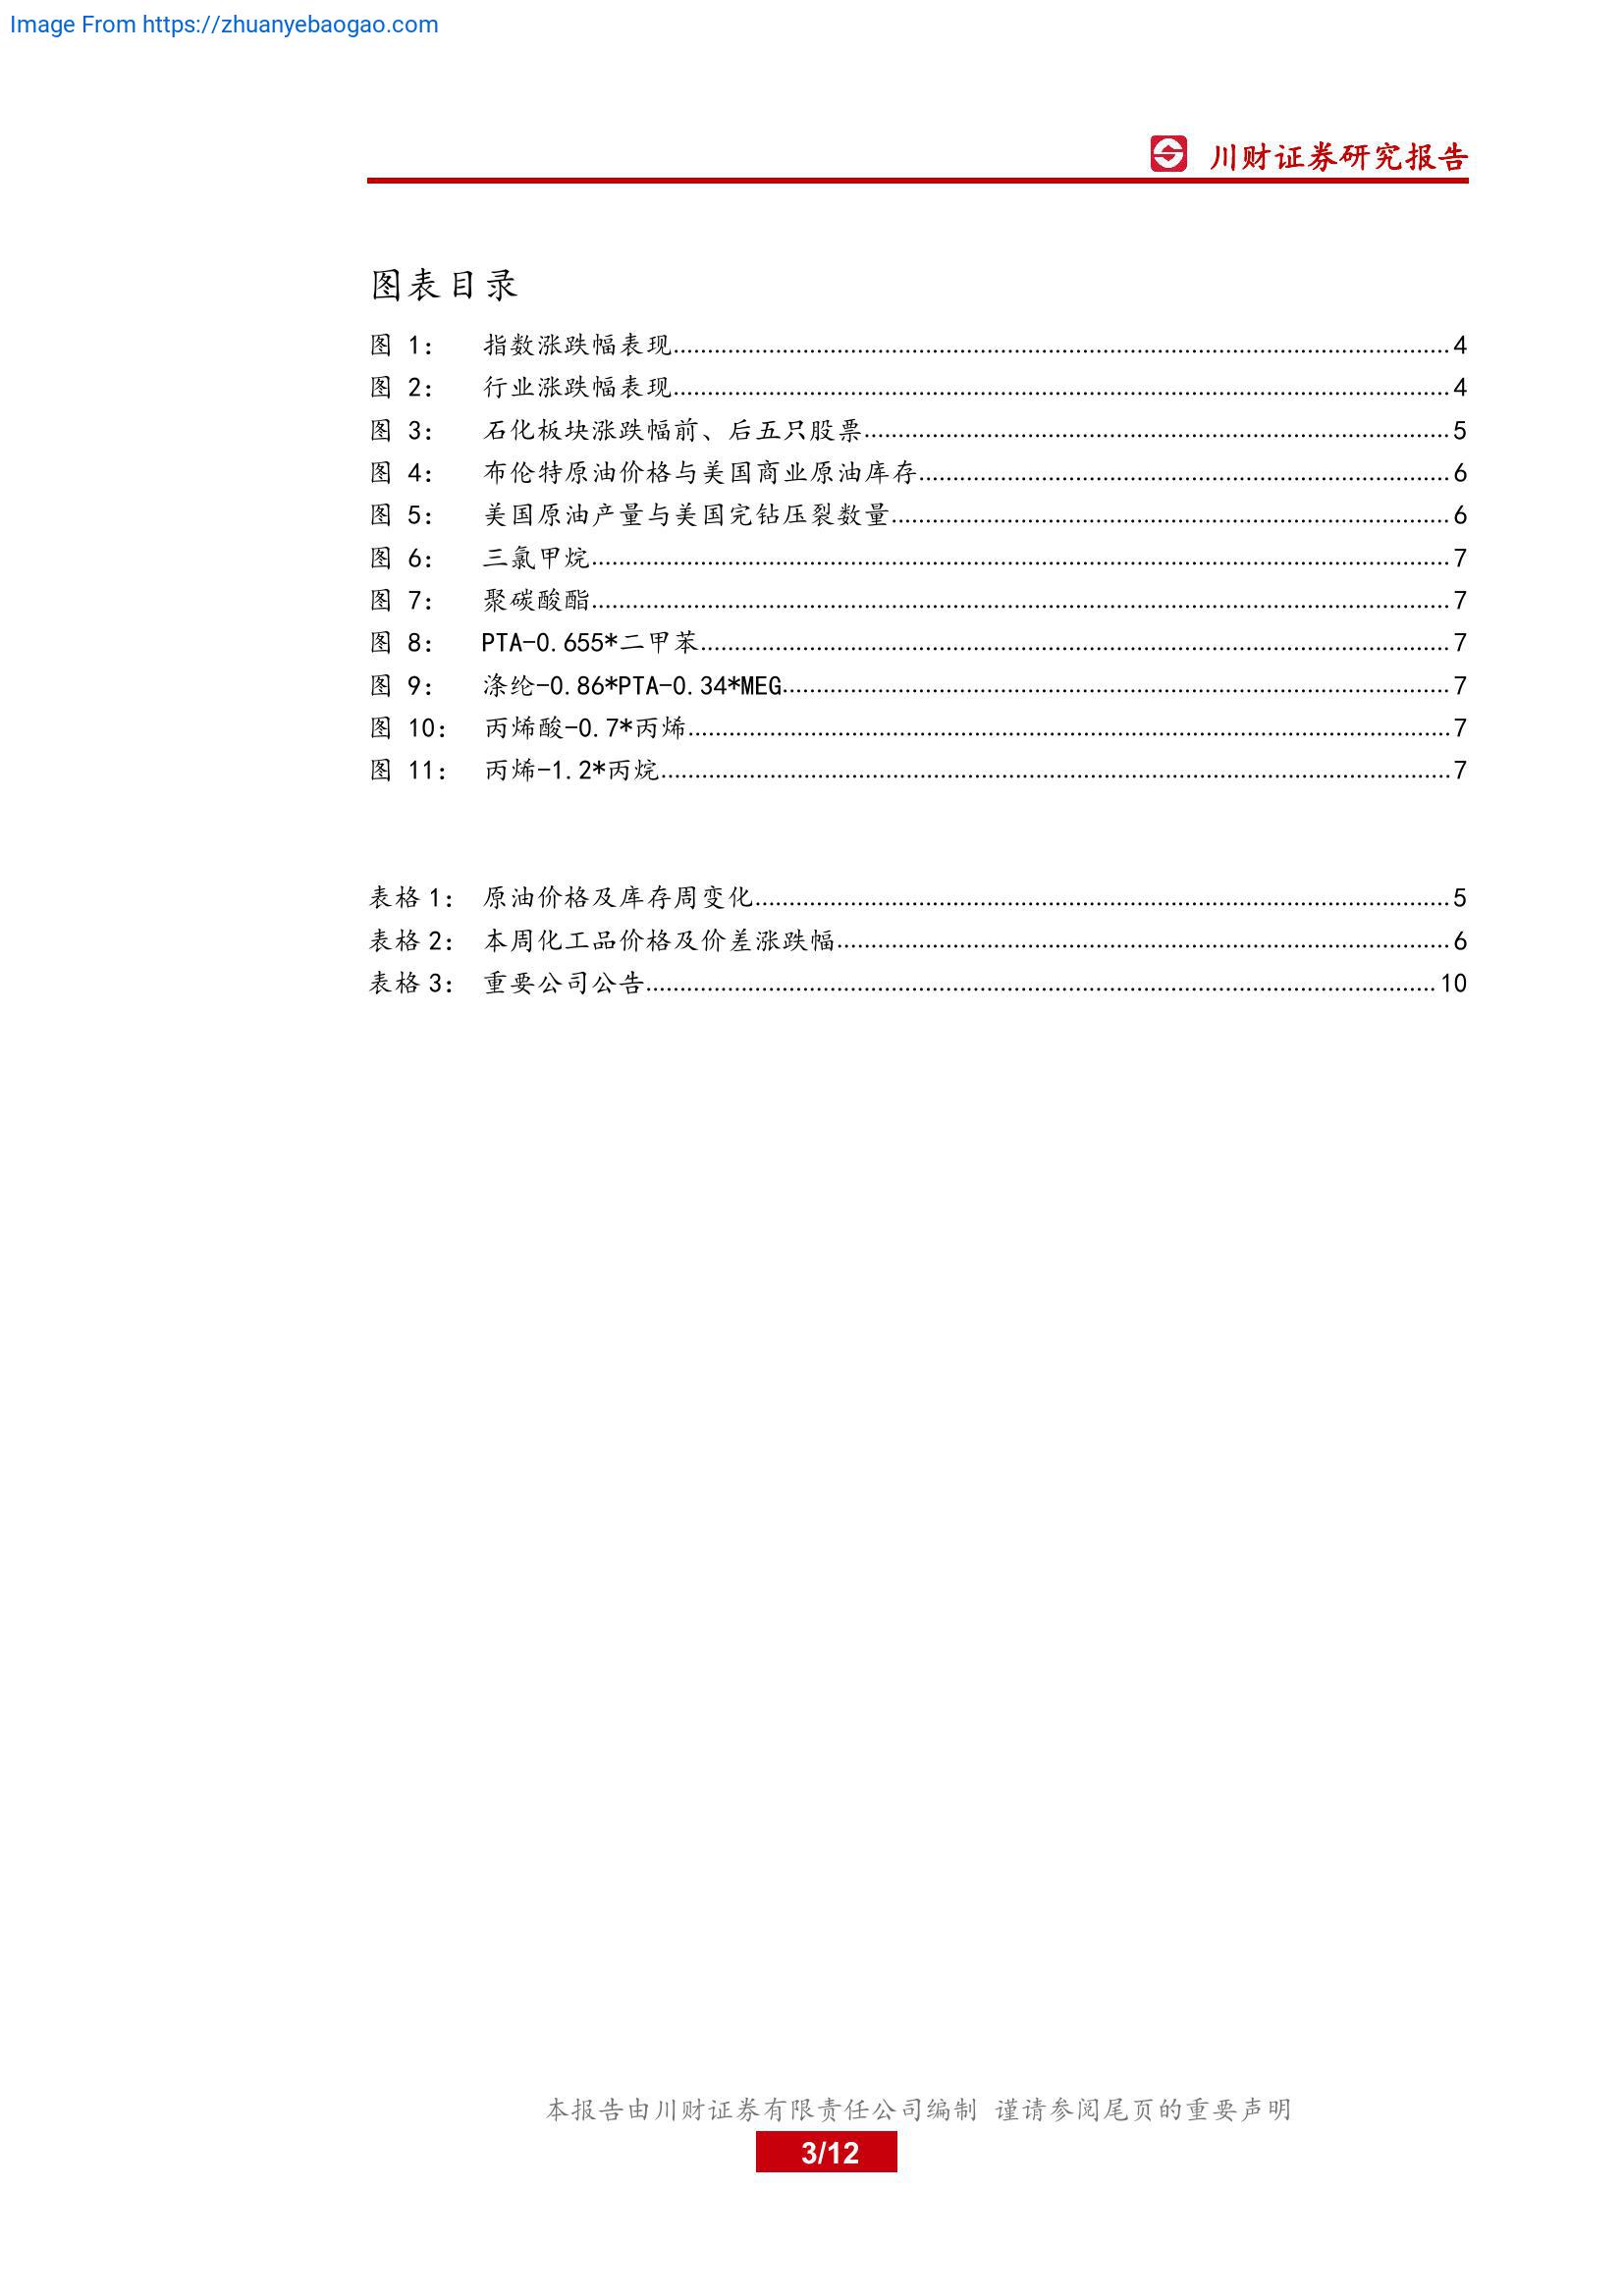 Image From https://zhuanyebaogao.com
川财证券研究报告
图表目录
图 1： 指数涨跌幅表现 4
图 2： 行业涨跌幅表现 4
图 3： 石化板块涨跌幅前、后五只股票 5
图 4： 布伦特原油价格与美国商业原油库存 6
图 5： 美国原油产量与美国完钻压裂数量 6
图 6： 三氯甲烷 7
图 7： 聚碳酸酯 7
图 8： PTA-0.655*二甲苯 7
图 9： 涤纶-0.86*PTA-0.34*MEG 7
图 10： 丙烯酸-0.7*丙烯 7
图 11： 丙烯-1.2*丙烷 7
表格 1： 原油价格及库存周变化 5
表格 2： 本周化工品价格及价差涨跌幅 6
表格 3： 重要公司公告 10
本报告由川财证券有限责任公司编制 谨请参阅尾页的重要声明
3/12